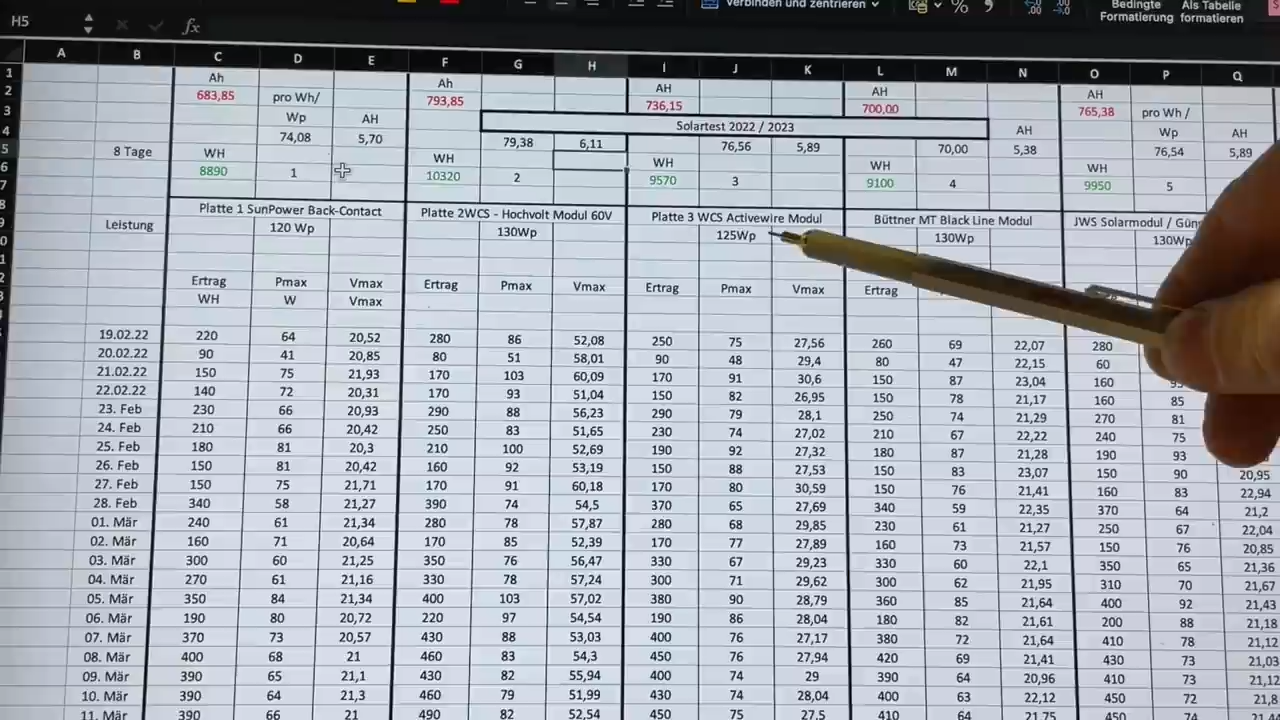 H5 fx Verbinden und zentrieren % Bedingte Formatierung Als Tabelle formatieren
A B C D E F G H I J K L M N O P Q
1 Ah Ah AH AH AH
2 683,85 pro Wh/ 793,85 736,15 700,00 765,38 pro Wh /
3 Wp AH Solartest 2022 / 2023 AH Wp AH
4 74,08 5,70 79,38 6,11 76,56 5,89 70,00 5,38 76,54 5,89
5 8 Tage WH WH WH WH WH
6 8890 1 10320 2 9570 3 9100 4 9950 5
7
Platte 1 SunPower Back-Contact Platte 2WCS - Hochvolt Modul 60V Platte 3 WCS Activewire Modul Büttner MT Black Line Modul JWS Solarmodul / Gün
Leistung 120 Wp 130Wp 125Wp 130Wp 130Wp
Ertrag Pmax Vmax Ertrag Pmax Vmax Ertrag Pmax Vmax Ertrag
WH W Vmax
19.02.22 220 64 20,52 280 86 52,08 250 75 27,56 260 69 22,07 280
20.02.22 90 41 20,85 80 51 58,01 90 48 29,4 80 47 22,15 60
21.02.22 150 75 21,93 170 103 60,09 170 91 30,6 150 87 23,04 160
22.02.22 140 72 20,31 170 93 51,04 150 82 26,95 150 78 21,17 160 85
23. Feb 230 66 20,93 290 88 56,23 290 79 28,1 250 74 21,29 270 81
24. Feb 210 66 20,42 250 83 51,65 230 74 27,02 210 67 22,22 240 75
25. Feb 180 81 20,3 210 100 52,69 190 92 27,32 180 87 21,28 190 93
26. Feb 150 81 20,42 160 92 53,19 150 88 27,53 150 83 23,07 150 90 20,95
27. Feb 150 75 21,71 170 91 60,18 170 80 30,59 150 76 21,41 160 83 22,94
28. Feb 340 58 21,27 390 74 54,5 370 65 27,69 340 59 22,35 370 64 21,2
01. Mär 240 61 21,34 280 78 57,87 280 68 29,85 230 61 21,27 250 67 22,04
02. Mär 160 71 20,64 170 85 52,39 170 77 27,89 160 73 21,57 150 76 20,85
03. Mär 300 60 21,25 350 76 56,47 330 67 29,23 330 60 22,1 350 65 21,36
04. Mär 270 61 21,16 330 78 57,24 300 71 29,62 300 62 21,95 310 70 21,67
05. Mär 350 84 21,34 400 103 57,02 380 90 28,79 360 85 21,64 400 92 21,43
06. Mär 190 80 20,72 220 97 54,54 190 86 28,04 180 82 21,61 200 88 21,18
07. Mär 370 73 20,57 430 88 53,03 400 76 27,17 380 72 21,64 410 78 21,12
08. Mär 400 68 21 460 83 54,3 450 76 27,94 420 69 21,41 430 73 21,03
09. Mär 390 65 21,1 430 82 55,94 400 74 29 390 64 20,96 410 73 21,12
10. Mär 390 64 21,3 460 79 51,99 430 74 28,04 400 63 22,12 450 72 21,8
11. Mär 390 66 21 490 82 52,54 450 75 27,5 410 64 21,75 450